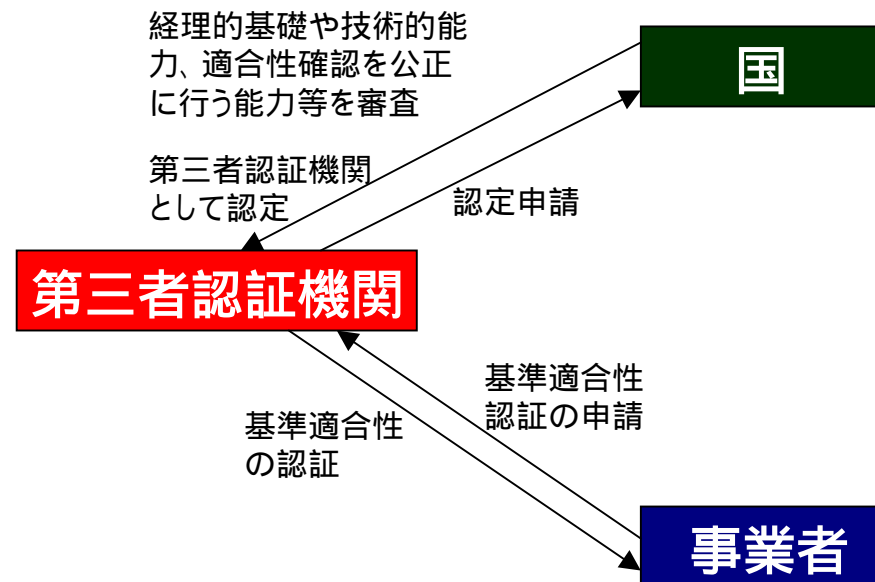 経理的基礎や技術的能
力、適合性確認を公正
に行う能力等を審査
国
第三者認証機関
として認定
認定申請
第三者認証機関
基準適合性
認証の申請
基準適合性
の認証
事業者